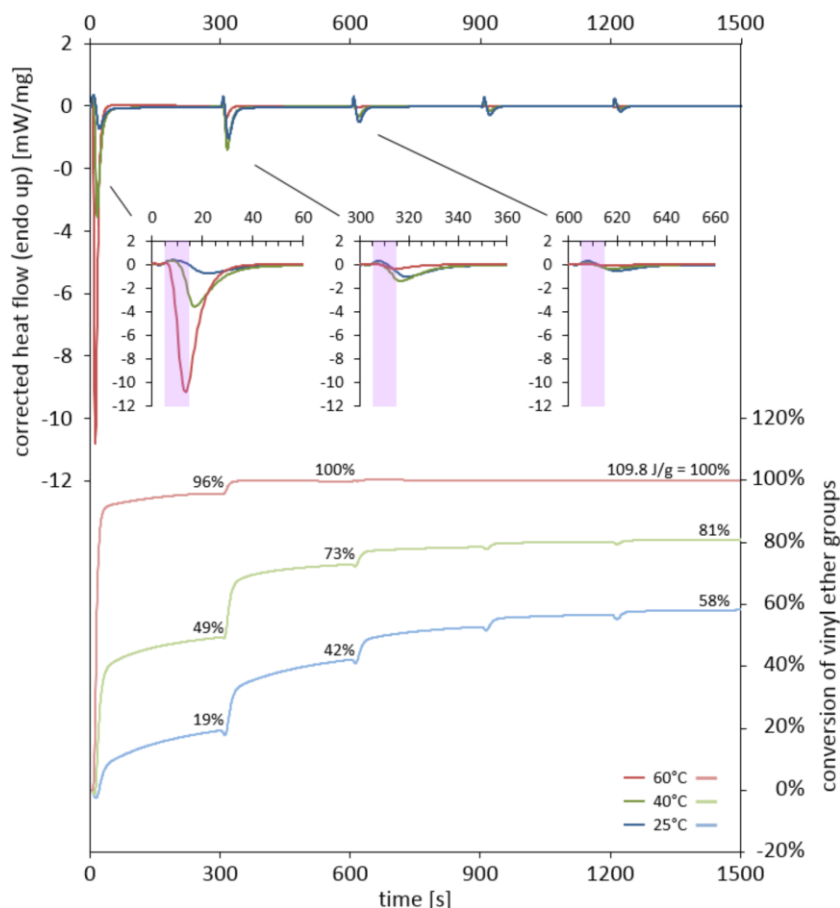 0 300 600 900 1200 1500
2
0
-0
-4
-6
-8
-10
-12
corrected heat flow (endo up) [mW/mg]
0 20 40 60
2
0
-2
-4
-6
-8
-10
-12
300 320 340 360
2
0
-2
-4
-6
-8
-10
-12
600 620 640 660
2
0
-2
-4
-6
-8
-10
-12
120%
100%
80%
60%
40%
20%
0%
-20%
conversion of vinyl ether groups
96% 100% 109.8 J/g = 100%
49% 73% 81%
19% 42% 58%
60°C
40°C
25°C
0 300 600 900 1200 1500
time [s]